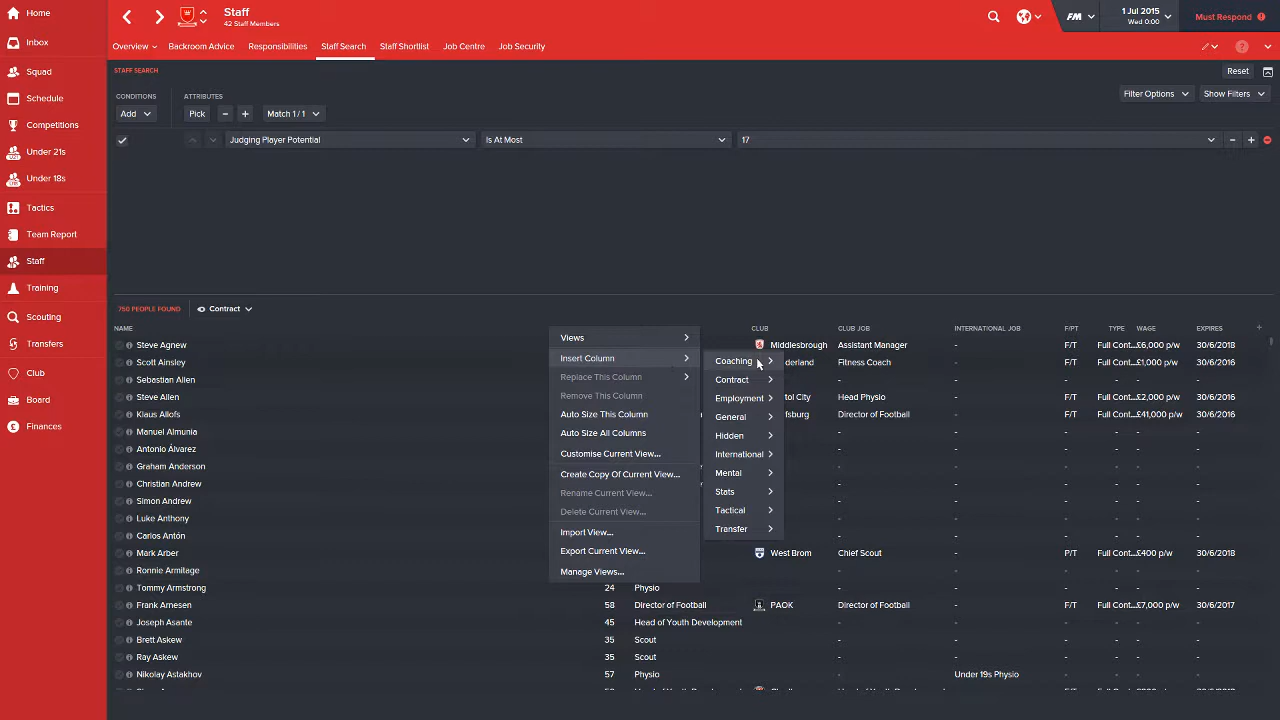 Home
Inbox
Squad
Schedule
Competitions
Under 21s
Under 18s
Tactics
Team Report
Staff
Training
Scouting
Transfers
Club
Board
Finances
Staff
42 Staff Members
FM
1 Jul 2015
Wed 0:00
Must Respond
Overview
Backroom Advice
Responsibilities
Staff Search
Staff Shortlist
Job Centre
Job Security
STAFF SEARCH
Reset
CONDITIONS
ATTRIBUTES
Filter Options
Show Filters
Add
Pick
Match 1 / 1
Judging Player Potential
Is At Most
17
750 PEOPLE FOUND
Contract
NAME CLUB CLUB JOB INTERNATIONAL JOB F/PT TYPE WAGE EXPIRES
Steve Agnew Middlesbrough Assistant Manager - F/T Full Cont... £6,000 p/w 30/6/2018
Scott Ainsley derland Fitness Coach - F/T Full Cont... £1,000 p/w 30/6/2016
Sebastian Allen - - - - - -
Steve Allen tol City Head Physio - F/T Full Cont... £2,000 p/w 30/6/2016
Klaus Allofs fsburg Director of Football - F/T Full Cont... £41,000 p/w 30/6/2016
Manuel Almunia - - - - - -
Antonio Álvarez - - - - - -
Graham Anderson - - - - - -
Christian Andrew - - - - - -
Simon Andrew - - - - - -
Luke Anthony - - - - - -
Carlos Antón - - - - - -
Mark Arber West Brom Chief Scout - P/T Full Cont... £400 p/w 30/6/2018
Ronnie Armitage - - - - - -
Tommy Armstrong 24 Physio - - - - - -
Frank Arnesen 58 Director of Football PAOK Director of Football - F/T Full Cont... £7,000 p/w 30/6/2017
Joseph Asante 45 Head of Youth Development - - - - - -
Brett Askew 35 Scout - - - - - -
Ray Askew 35 Scout - - - - - -
Nikolay Astakhov 57 Physio - Under 19s Physio - - - -
Views
Insert Column
Replace This Column
Remove This Column
Auto Size This Column
Auto Size All Columns
Customise Current View...
Create Copy Of Current View...
Rename Current View...
Delete Current View...
Import View...
Export Current View...
Manage Views...
Coaching
Contract
Employment
General
Hidden
International
Mental
Stats
Tactical
Transfer